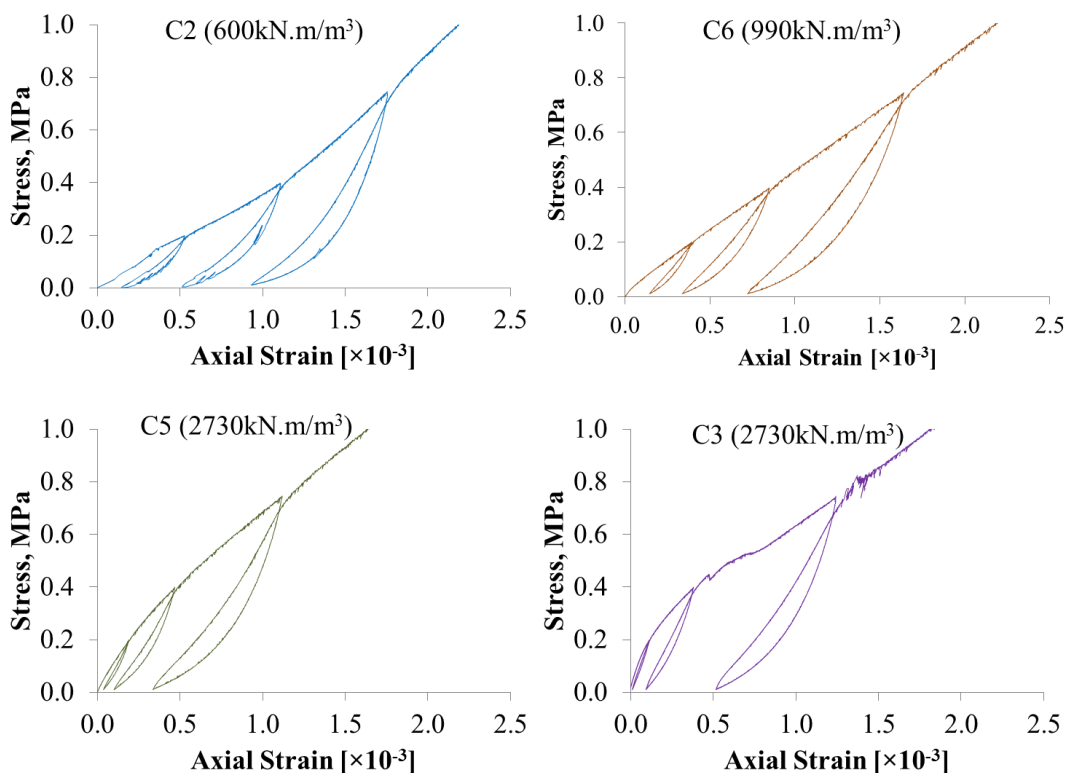 C2 (600kN.m/m³)
Stress, MPa
1.0
0.8
0.6
0.4
0.2
0.0
0.0 0.5 1.0 1.5 2.0 2.5
Axial Strain [×10⁻³]
C6 (990kN.m/m³)
Stress, MPa
1.0
0.8
0.6
0.4
0.2
0.0
0.0 0.5 1.0 1.5 2.0 2.5
Axial Strain [×10⁻³]
C5 (2730kN.m/m³)
Stress, MPa
1.0
0.8
0.6
0.4
0.2
0.0
0.0 0.5 1.0 1.5 2.0 2.5
Axial Strain [×10⁻³]
C3 (2730kN.m/m³)
Stress, MPa
1.0
0.8
0.6
0.4
0.2
0.0
0.0 0.5 1.0 1.5 2.0 2.5
Axial Strain [×10⁻³]